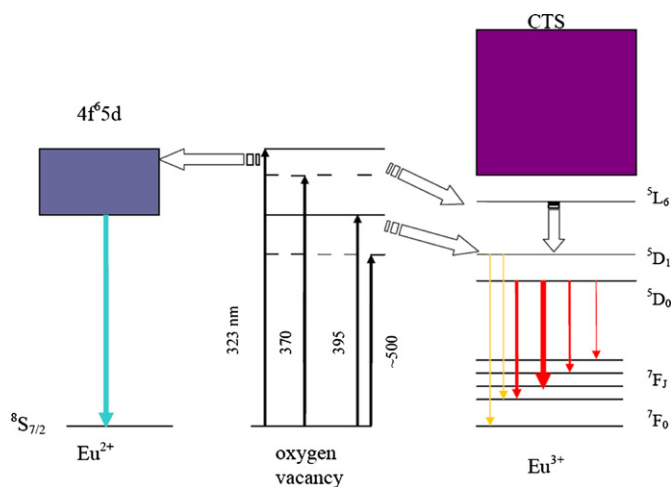 CTS
4f⁶5d
⁵L₆
⁵D₁
⁵D₀
323 nm
370
395
~500
⁷F_J
⁷F₀
⁸S₇/₂
Eu²⁺
oxygen
vacancy
Eu³⁺